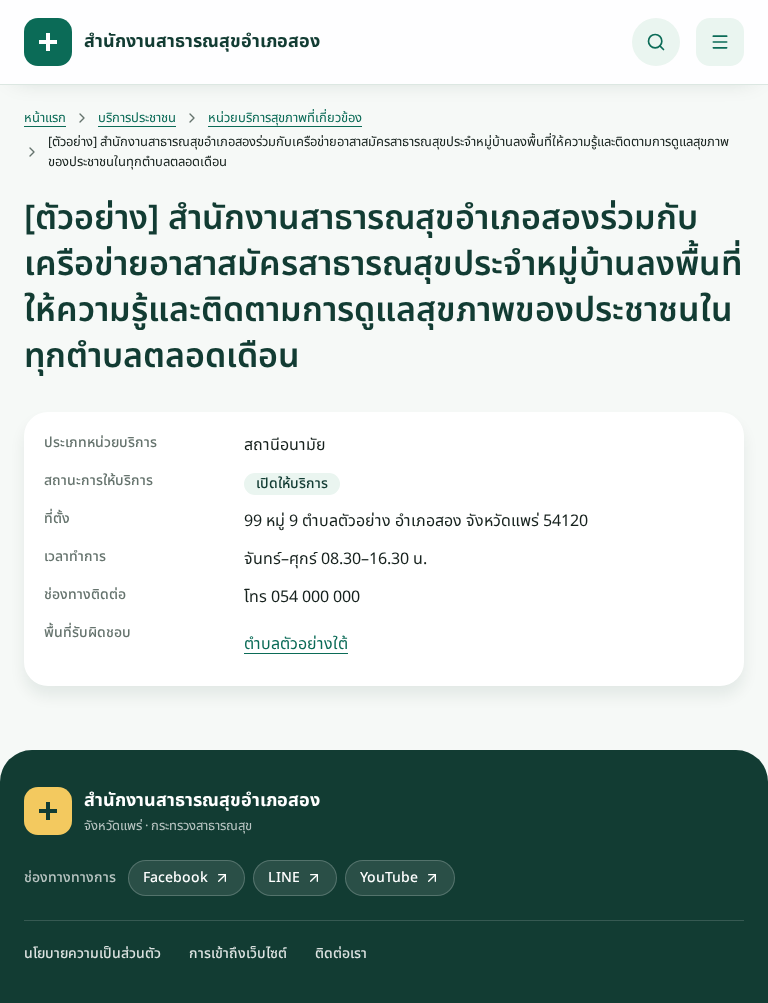 สำนักงานสาธารณสุขอำเภอสอง
หน้าแรก
บริการประชาชน
หน่วยบริการสุขภาพที่เกี่ยวข้อง
[ตัวอย่าง] สำนักงานสาธารณสุขอำเภอสองร่วมกับเครือข่ายอาสาสมัครสาธารณสุขประจำหมู่บ้านลงพื้นที่ให้ความรู้และติดตามการดูแลสุขภาพ
ของประชาชนในทุกตำบลตลอดเดือน
[ตัวอย่าง] สำนักงานสาธารณสุขอำเภอสองร่วมกับ
เครือข่ายอาสาสมัครสาธารณสุขประจำหมู่บ้านลงพื้นที่
ให้ความรู้และติดตามการดูแลสุขภาพของประชาชนใน
ทุกตำบลตลอดเดือน
ประเภทหน่วยบริการ สถานีอนามัย
สถานะการให้บริการ เปิดให้บริการ
ที่ตั้ง 99 หมู่ 9 ตำบลตัวอย่าง อำเภอสอง จังหวัดแพร่ 54120
เวลาทำการ จันทร์–ศุกร์ 08.30–16.30 น.
ช่องทางติดต่อ โทร 054 000 000
พื้นที่รับผิดชอบ ตำบลตัวอย่างใต้
สำนักงานสาธารณสุขอำเภอสอง
จังหวัดแพร่ · กระทรวงสาธารณสุข
ช่องทางทางการ Facebook LINE YouTube
นโยบายความเป็นส่วนตัว การเข้าถึงเว็บไซต์ ติดต่อเรา